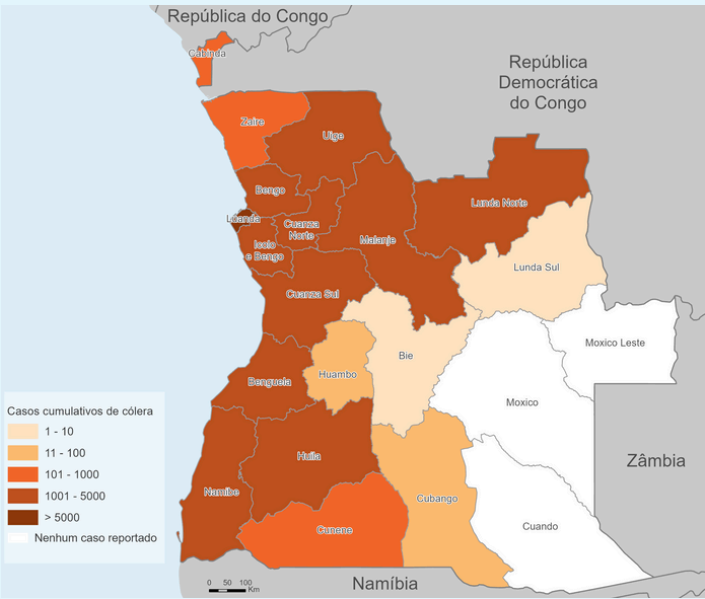 República do Congo
Cabinda
República
Democrática
do Congo
Zaire
Uige
Bengo
Luanda
Cuanza
Norte
Icolo
e Bengo
Malanje
Lunda Norte
Lunda Sul
Cuanza Sul
Moxico Leste
Bie
Huambo
Benguela
Moxico
Casos cumulativos de cólera
1 - 10
11 - 100
101 - 1000
1001 - 5000
> 5000
Nenhum caso reportado
Huila
Zâmbia
Namibe
Cubango
Cuando
Cunene
0 50 100
Km
Namíbia